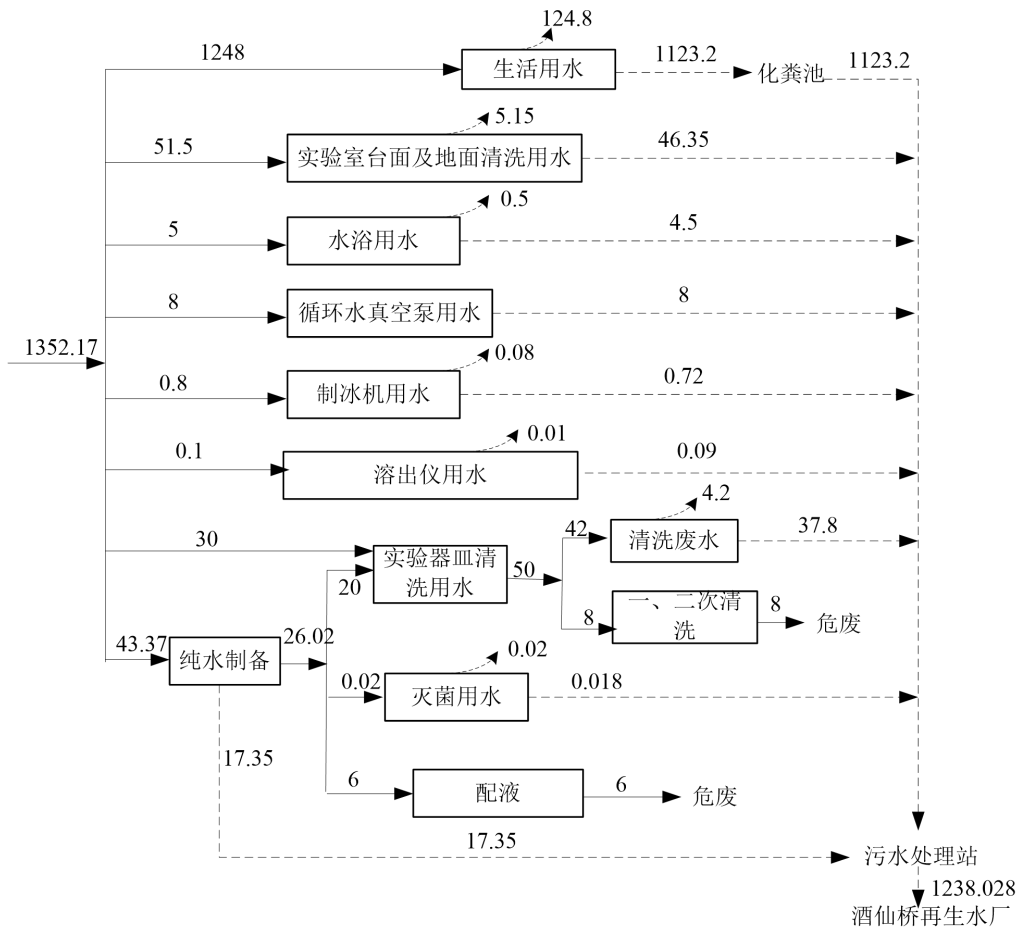 124.8
1248
生活用水
1123.2
化粪池
1123.2
51.5
实验室台面及地面清洗用水
5.15
46.35
5
水浴用水
0.5
4.5
8
循环水真空泵用水
8
1352.17
0.8
制冰机用水
0.08
0.72
0.1
溶出仪用水
0.01
0.09
30
20
实验器皿清
洗用水
50
42
清洗废水
4.2
37.8
8
一、二次清
洗
8
危废
43.37
纯水制备
26.02
0.02
灭菌用水
0.02
0.018
17.35
6
配液
6
危废
17.35
污水处理站
1238.028
酒仙桥再生水厂